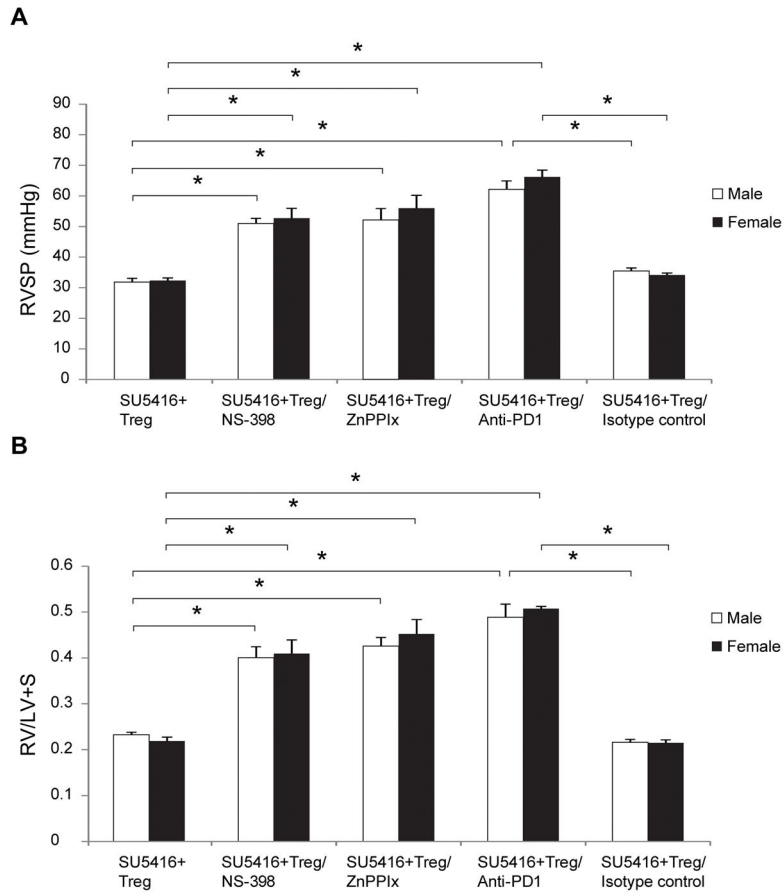 A
*
*
*
*
*
*
*
*
90
80
70
60
50
40
30
20
10
0
RVSP (mmHg)
Male
Female
SU5416+ SU5416+Treg/ SU5416+Treg/ SU5416+Treg/ SU5416+Treg/
Treg NS-398 ZnPPIx Anti-PD1 Isotype control
B
*
*
*
*
*
*
*
*
0.6
0.5
0.4
0.3
0.2
0.1
0
RV/LV+S
Male
Female
SU5416+ SU5416+Treg/ SU5416+Treg/ SU5416+Treg/ SU5416+Treg/
Treg NS-398 ZnPPIx Anti-PD1 Isotype control